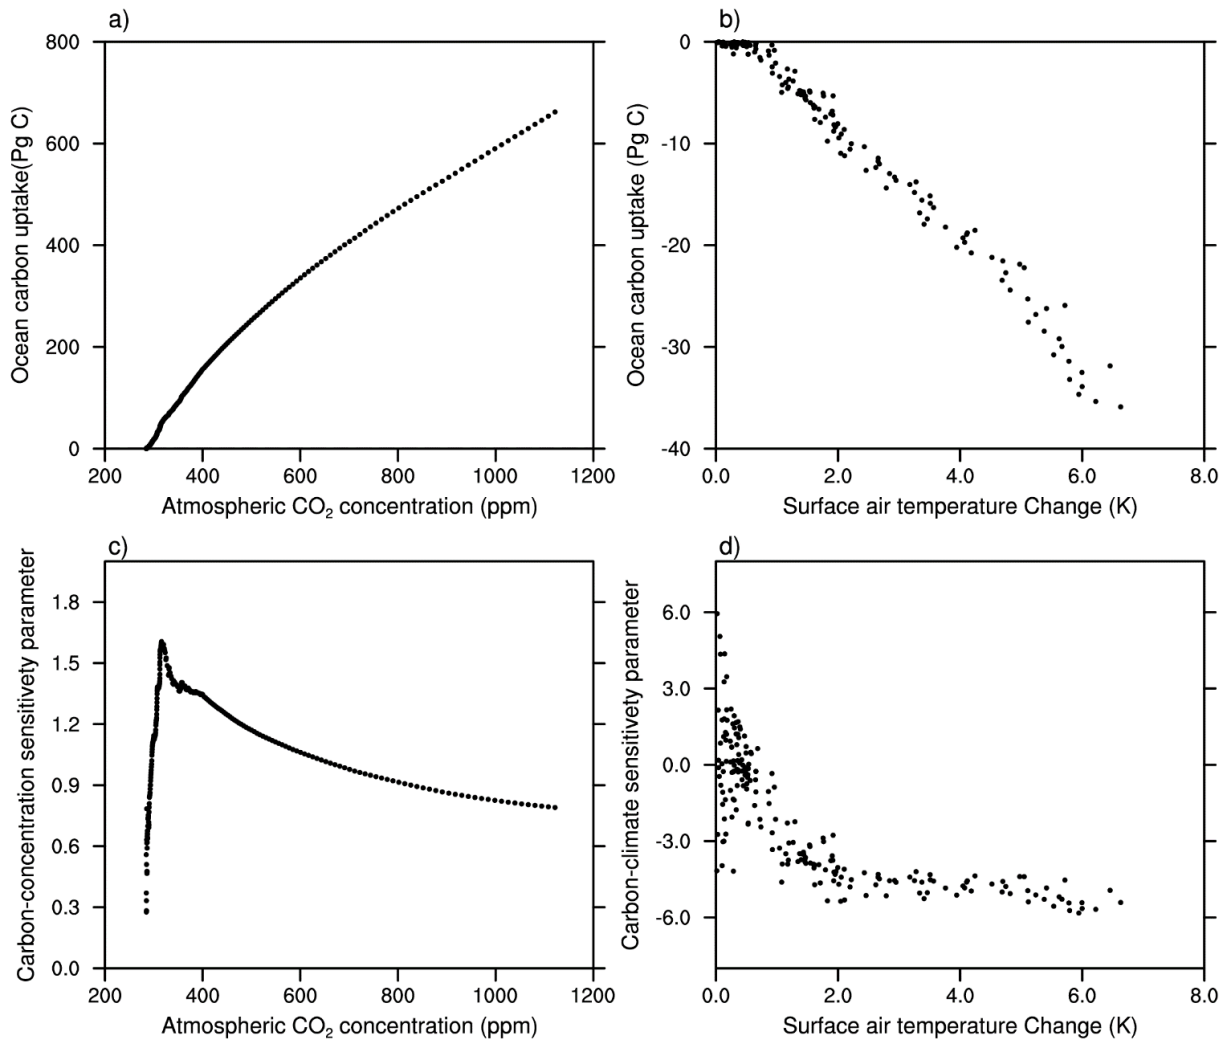 a)
800
600
400
200
0
200 400 600 800 1000 1200
Ocean carbon uptake(Pg C)
Atmospheric CO₂ concentration (ppm)
b)
0
-10
-20
-30
-40
0.0 2.0 4.0 6.0 8.0
Ocean carbon uptake (Pg C)
Surface air temperature Change (K)
c)
1.8
1.5
1.2
0.9
0.6
0.3
0.0
200 400 600 800 1000 1200
Carbon-concentration sensitivety parameter
Atmospheric CO₂ concentration (ppm)
d)
6.0
3.0
0.0
-3.0
-6.0
0.0 2.0 4.0 6.0 8.0
Carbon-climate sensitivety parameter
Surface air temperature Change (K)